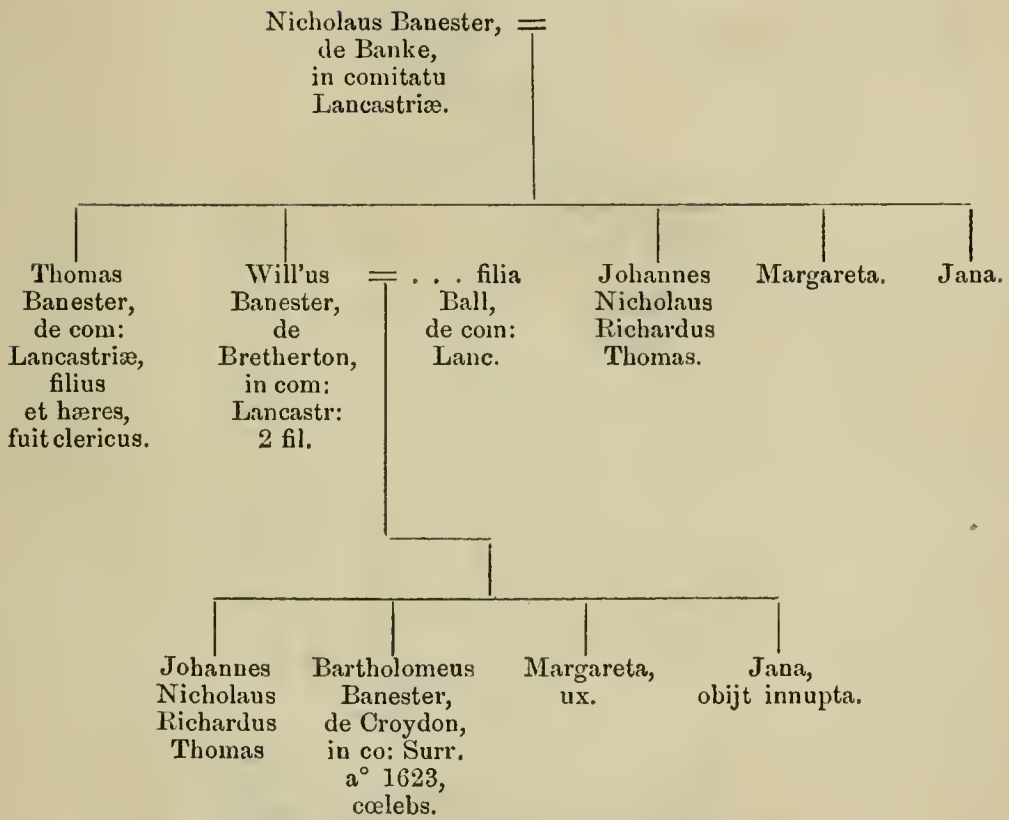 Nicholaus Banester, =
de Banke,
in comitatu
Lancastriæ.
Thomas
Banester,
de com:
Lancastriæ,
filius
et hæres,
fuit clericus.
Will'us
Banester,
de
Bretherton,
in com:
Lancastr:
2 fil.
= . . . filia
Ball,
de com:
Lanc.
Johannes
Nicholaus
Richardus
Thomas.
Margareta.
Jana.
Johannes
Nicholaus
Richardus
Thomas
Bartholomeus
Banester,
de Croydon,
in co: Surr.
a° 1623,
cœlebs.
Margareta,
ux.
Jana,
obijt innupta.